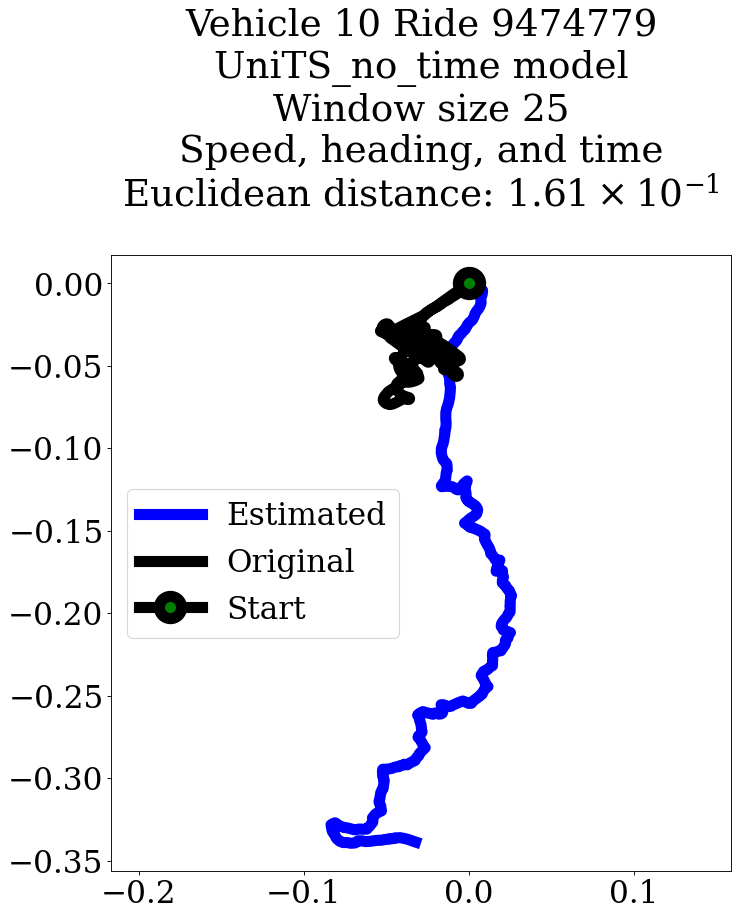 Vehicle 10 Ride 9474779
UniTS_no_time model
Window size 25
Speed, heading, and time
Euclidean distance: 1.61 × 10⁻¹
0.00
−0.05
−0.10
−0.15
−0.20
−0.25
−0.30
−0.35
Estimated
Original
Start
−0.2 −0.1 0.0 0.1